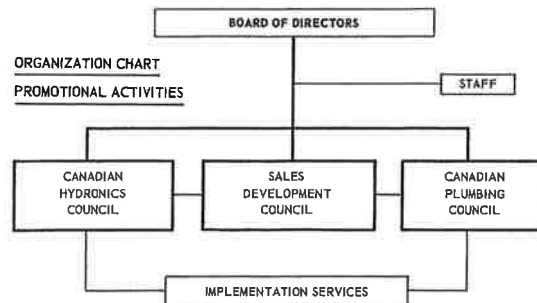 BOARD OF DIRECTORS
ORGANIZATION CHART
PROMOTIONAL ACTIVITIES
STAFF
CANADIAN
HYDRONICS
COUNCIL
SALES
DEVELOPMENT
COUNCIL
CANADIAN
PLUMBING
COUNCIL
IMPLEMENTATION SERVICES